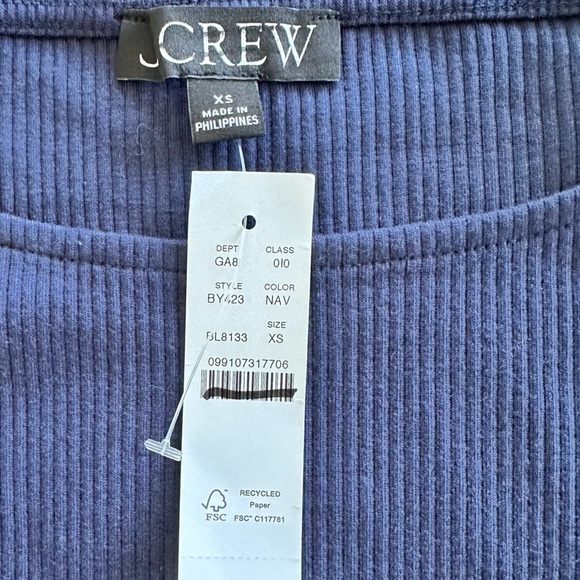 J.CREW
XS
MADE IN
PHILIPPINES
DEPT CLASS
GA8 010
STYLE COLOR
BY423 NAV
SIZE
BL8133 XS
099107317706
FSC
RECYCLED
Paper
FSC™ C117781